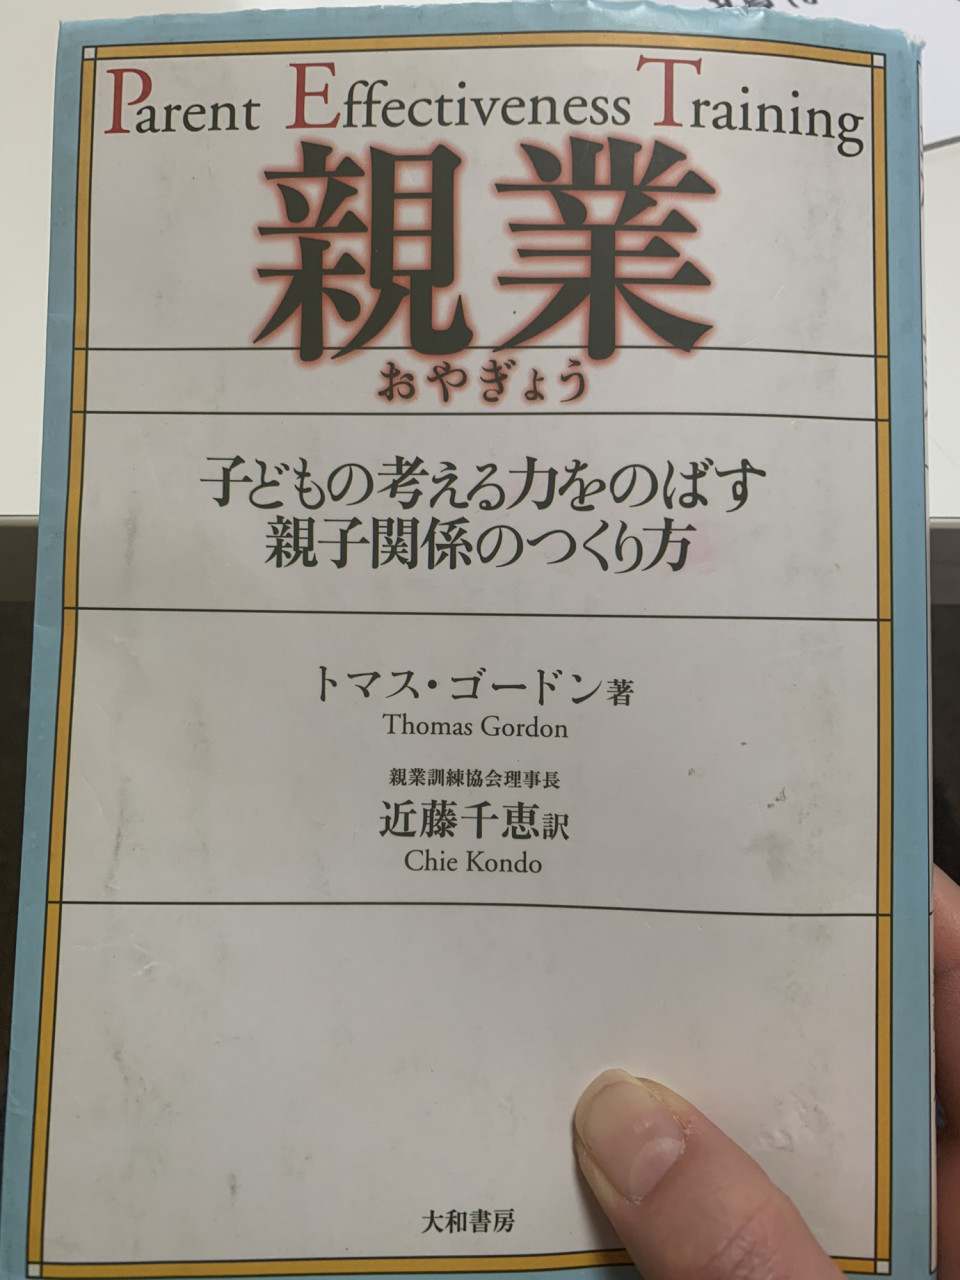 Parent Effectiveness Training
親業
おやぎょう
子どもの考える力をのばす
親子関係のつくり方
トマス・ゴードン著
Thomas Gordon
親業訓練協会理事長
近藤千恵訳
Chie Kondo
大和書房